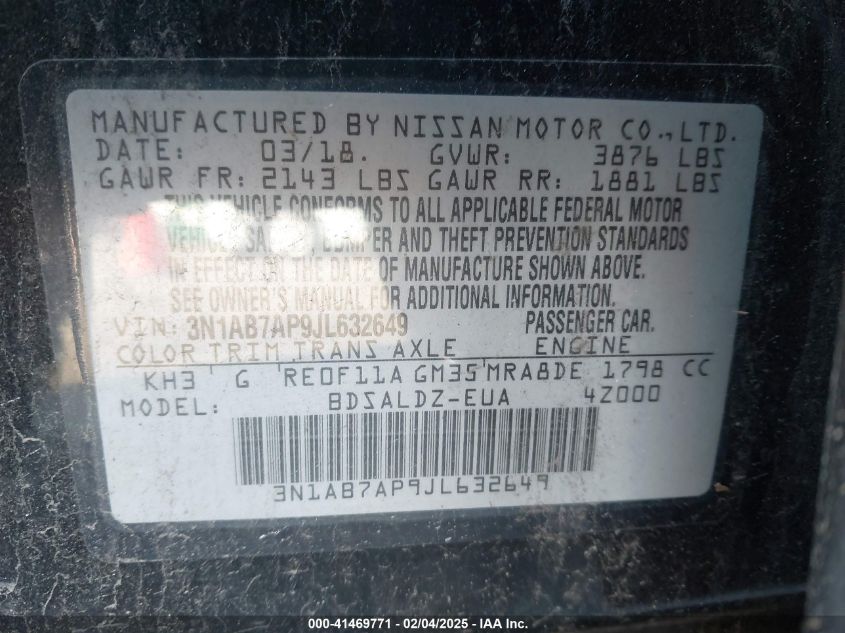 MANUFACTURED BY NISSAN MOTOR CO., LTD.
DATE: 03/18. GVWR: 3876 LBS
GAWR FR: 2143 LBS GAWR RR: 1881 LBS
THIS VEHICLE CONFORMS TO ALL APPLICABLE FEDERAL MOTOR
VEHICLE SAFETY, BUMPER AND THEFT PREVENTION STANDARDS
IN EFFECT ON THE DATE OF MANUFACTURE SHOWN ABOVE.
SEE OWNER'S MANUAL FOR ADDITIONAL INFORMATION.
VIN: 3N1AB7AP9JL632649 PASSENGER CAR.
COLOR TRIM TRANS AXLE ENGINE
KH3 G RE0F11A GM35 MRA8DE 1798 CC
MODEL: BDSALDZ-EUA 4Z000
3N1AB7AP9JL632649
000-41469771 - 02/04/2025 - IAA Inc.